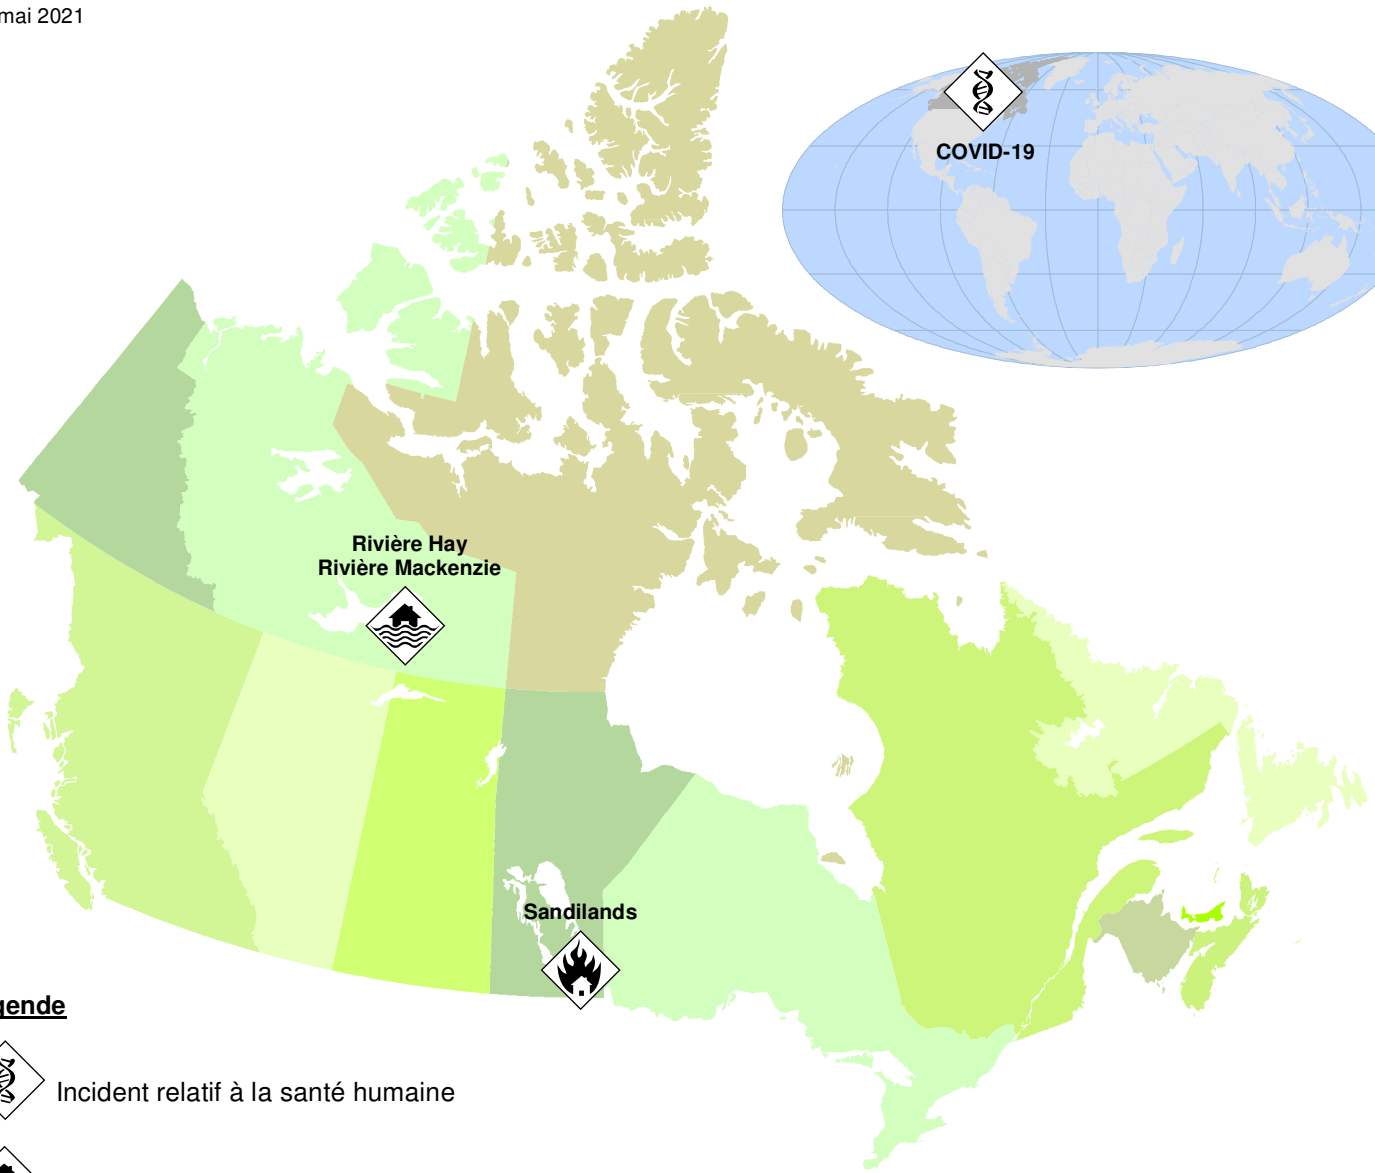 mai 2021
COVID-19
Rivière Hay
Rivière Mackenzie
Sandilands
gende
Incident relatif à la santé humaine